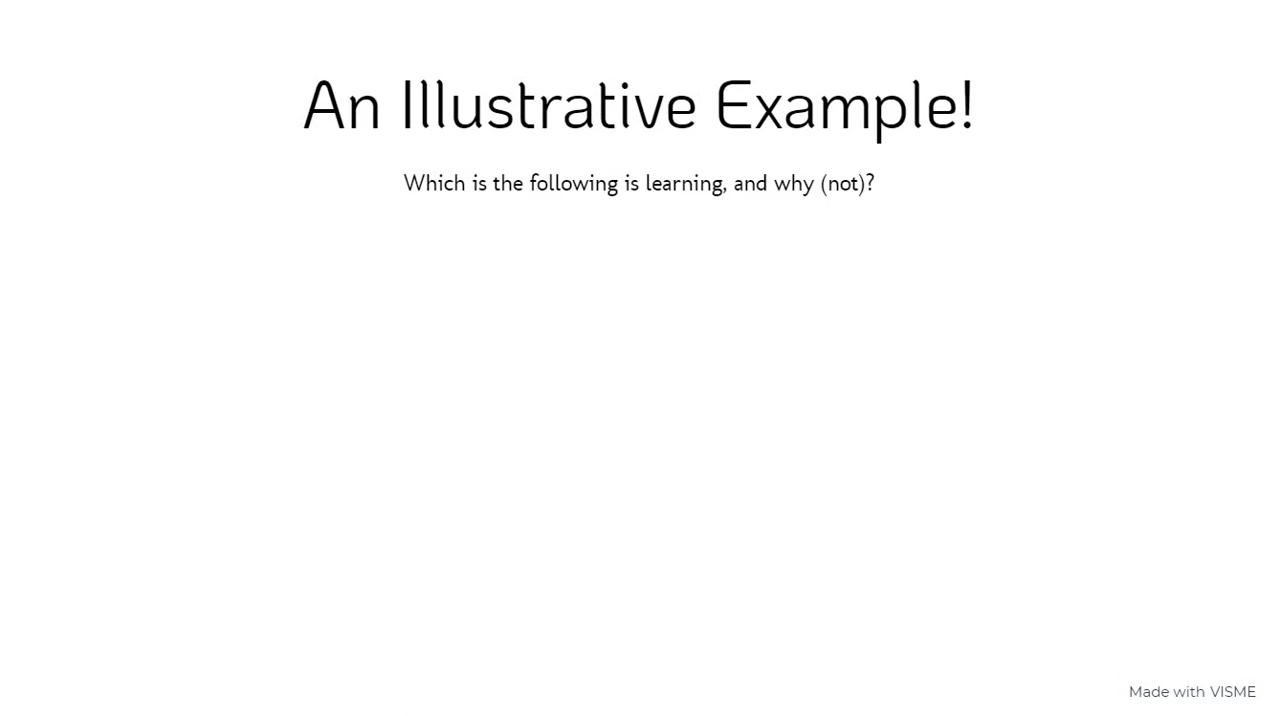 An Illustrative Example!
Which is the following is learning, and why (not)?
Made with VISME